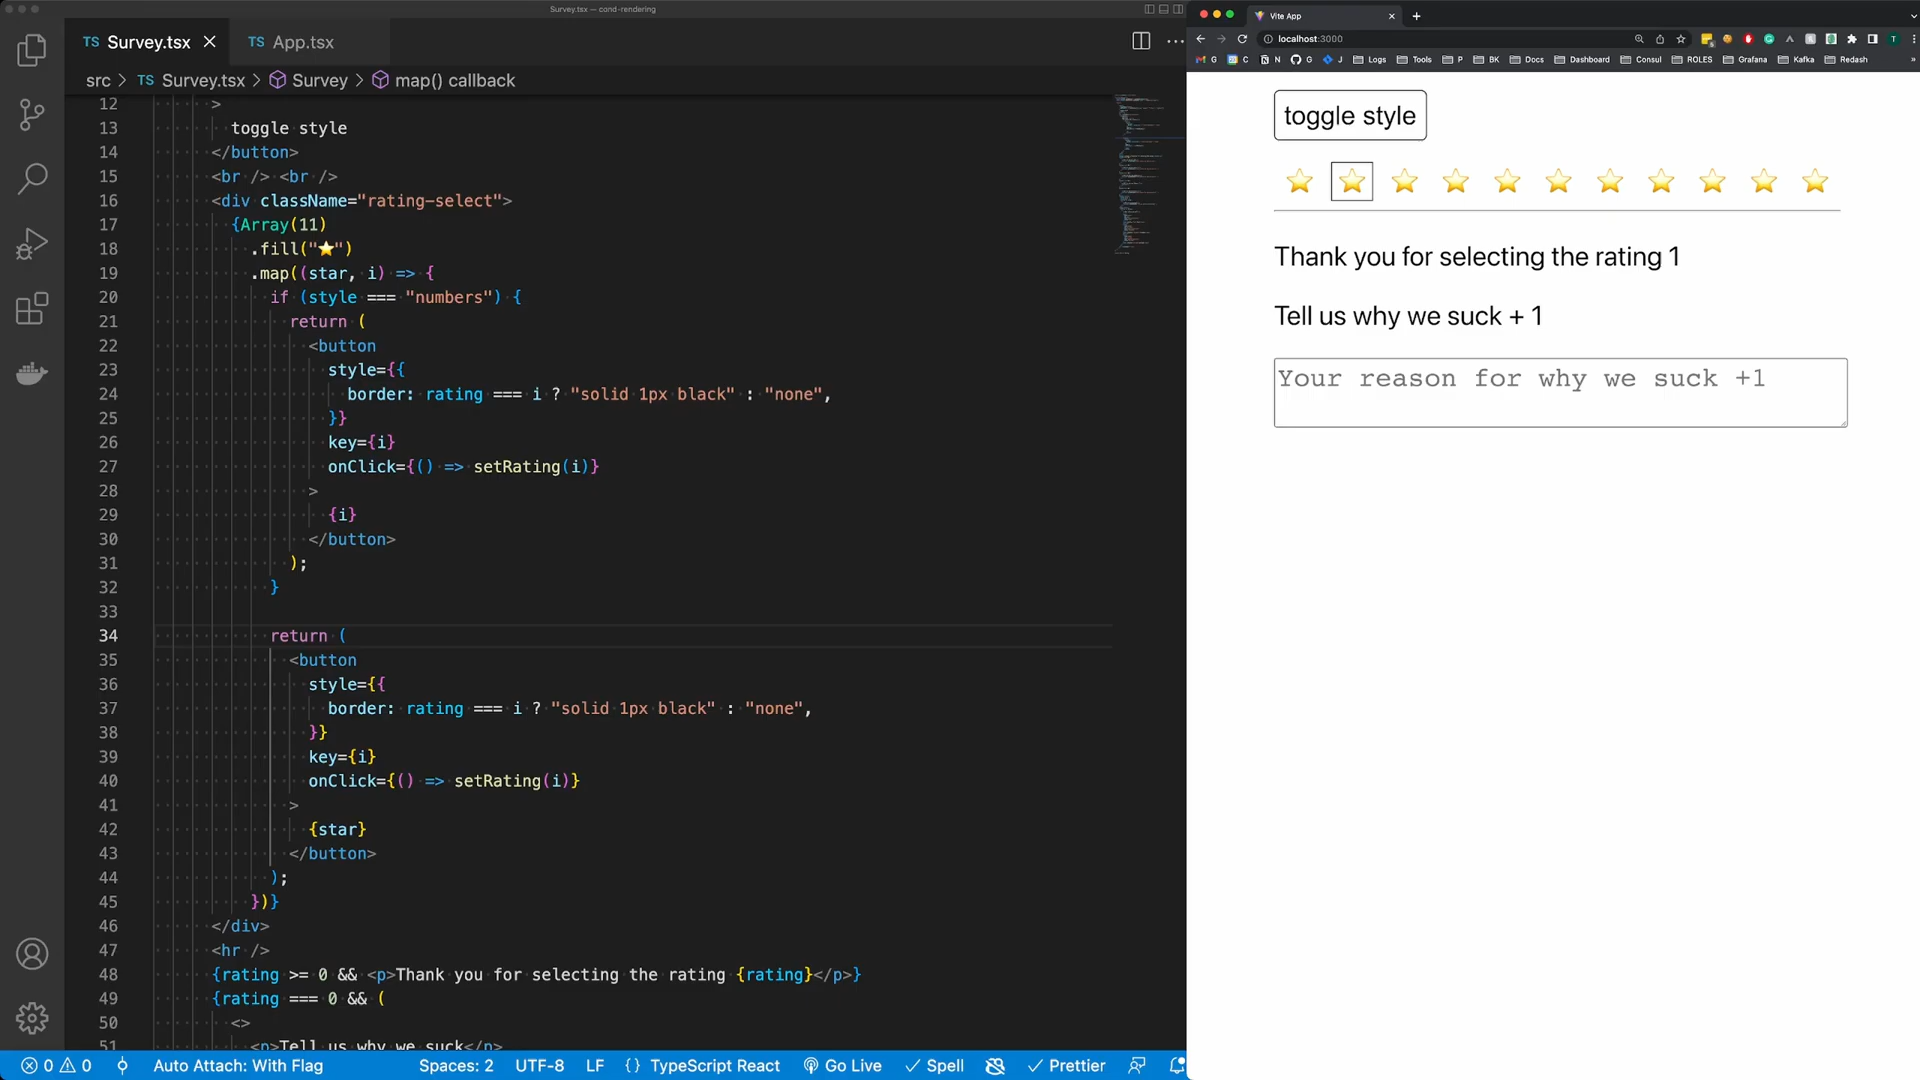 Survey.tsx — cond-rendering
TS Survey.tsx
TS App.tsx
src > TS Survey.tsx > Survey > map() callback
12 >
13 toggle style
14 </button>
15 <br /> <br />
16 <div className="rating-select">
17 {Array(11)
18 .fill("⭐")
19 .map((star, i) => {
20 if (style === "numbers") {
21 return (
22 <button
23 style={{
24 border: rating === i ? "solid 1px black" : "none",
25 }}
26 key={i}
27 onClick={() => setRating(i)}
28 >
29 {i}
30 </button>
31 );
32 }
33
34 return (
35 <button
36 style={{
37 border: rating === i ? "solid 1px black" : "none",
38 }}
39 key={i}
40 onClick={() => setRating(i)}
41 >
42 {star}
43 </button>
44 );
45 })}
46 </div>
47 <hr />
48 {rating >= 0 && <p>Thank you for selecting the rating {rating}</p>}
49 {rating === 0 && (
50 <>
51 <p>Tell us why we suck</p>
0 0 Auto Attach: With Flag Spaces: 2 UTF-8 LF {} TypeScript React Go Live Spell Prettier
Vite App
localhost:3000
G C N G J Logs Tools P BK Docs Dashboard Consul ROLES Grafana Kafka Redash »
toggle style
Thank you for selecting the rating 1
Tell us why we suck + 1
Your reason for why we suck +1